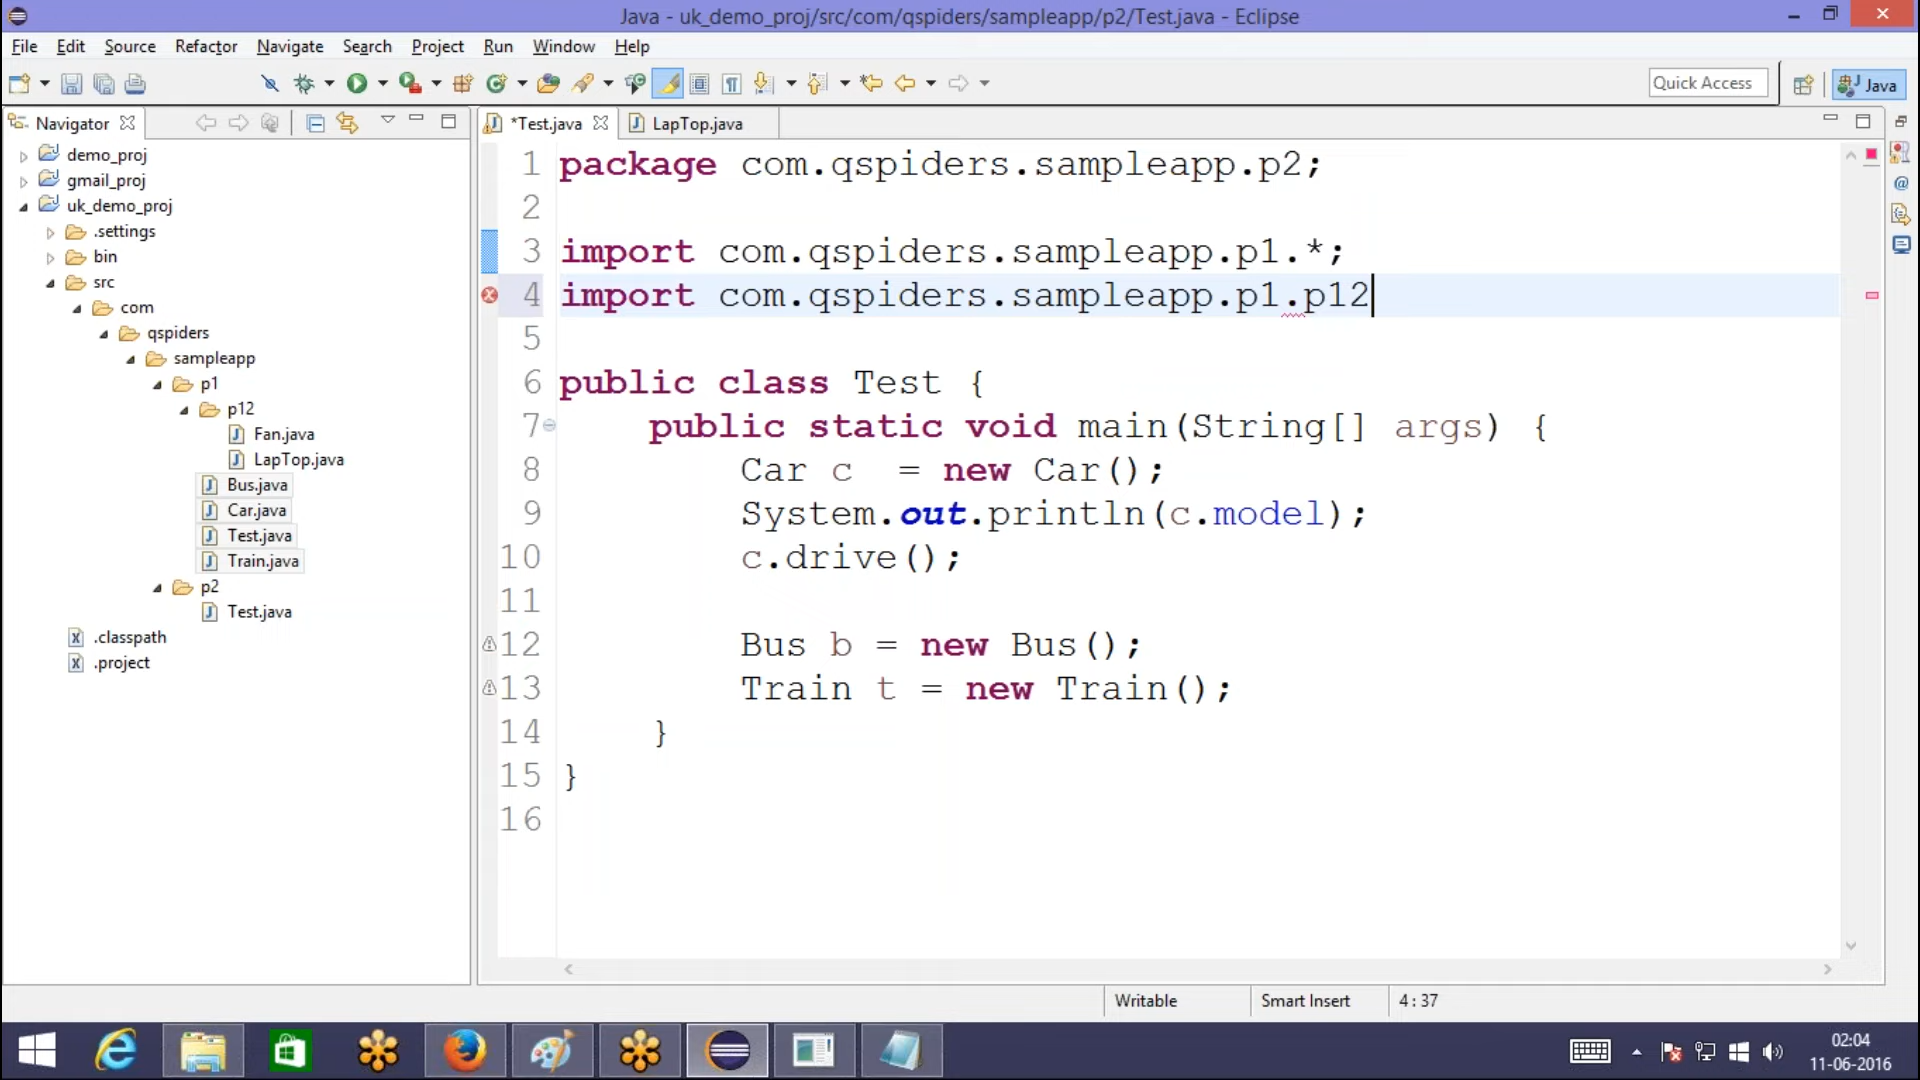 Java - uk_demo_proj/src/com/qspiders/sampleapp/p2/Test.java - Eclipse
File Edit Source Refactor Navigate Search Project Run Window Help
Quick Access
Java
Navigator
*Test.java
LapTop.java
demo_proj
gmail_proj
uk_demo_proj
.settings
bin
src
com
qspiders
sampleapp
p1
p12
Fan.java
LapTop.java
Bus.java
Car.java
Test.java
Train.java
p2
Test.java
.classpath
.project
1 package com.qspiders.sampleapp.p2;
2
3 import com.qspiders.sampleapp.p1.*;
4 import com.qspiders.sampleapp.p1.p12
5
6 public class Test {
7 public static void main(String[] args) {
8 Car c = new Car();
9 System.out.println(c.model);
10 c.drive();
11
12 Bus b = new Bus();
13 Train t = new Train();
14 }
15 }
16
Writable
Smart Insert
4 : 37
02:04
11-06-2016